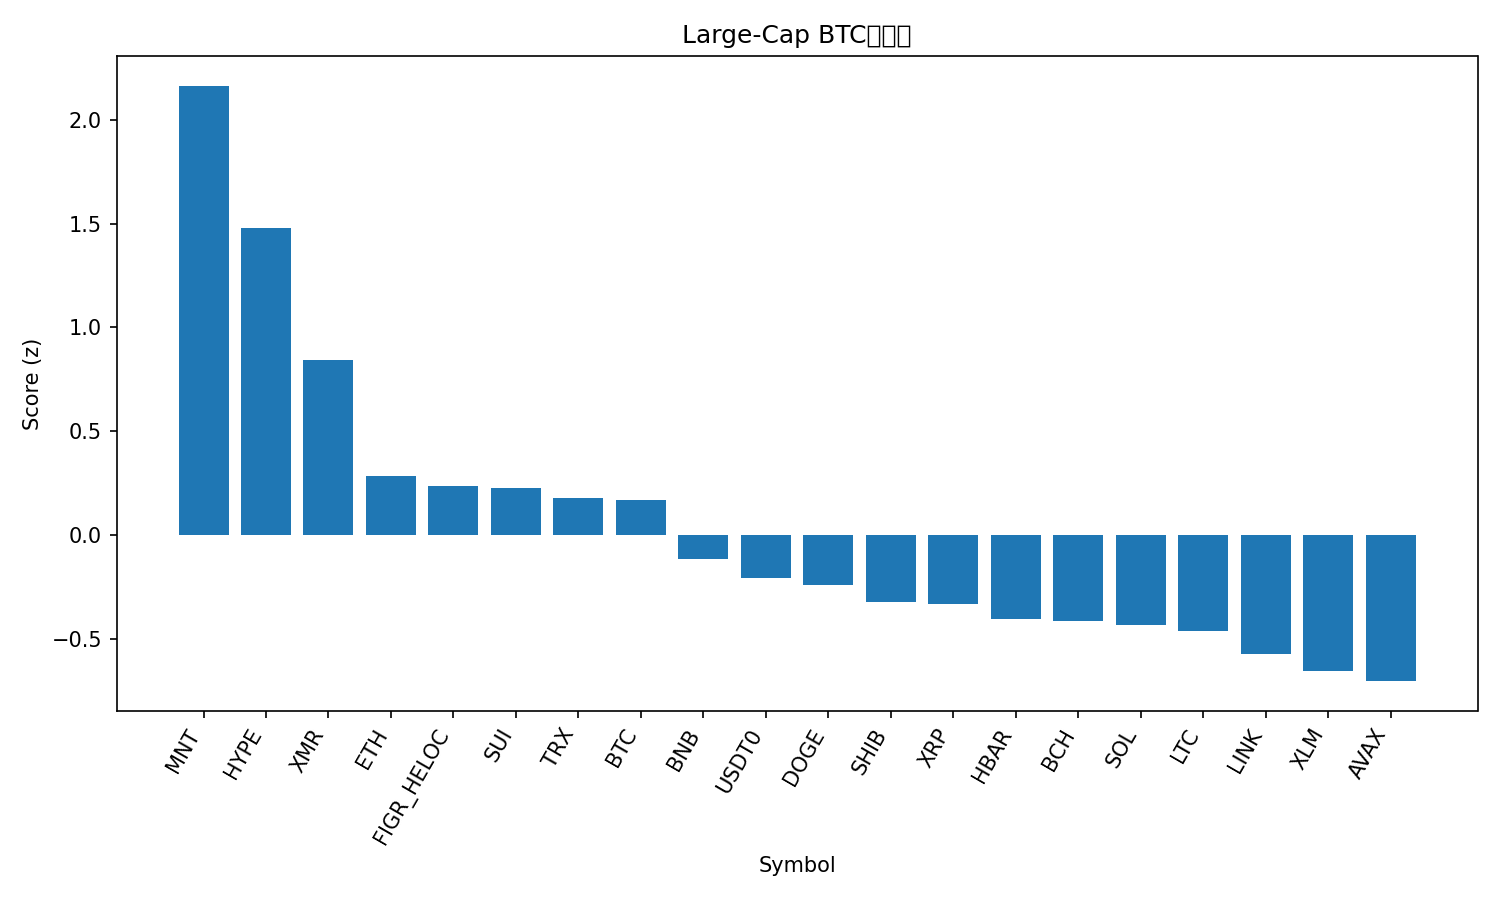 Large-Cap BTC
Score (z)
2.0
1.5
1.0
0.5
0.0
−0.5
MNT
HYPE
XMR
ETH
FIGR_HELOC
SUI
TRX
BTC
BNB
USDT0
DOGE
SHIB
XRP
HBAR
BCH
SOL
LTC
LINK
XLM
AVAX
Symbol